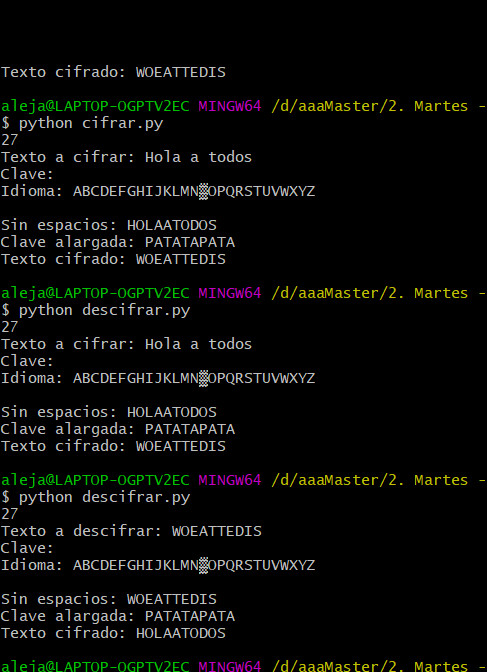 Texto cifrado: WOEATTEDIS
aleja@LAPTOP-OGPTV2EC MINGW64 /d/aaaMaster/2. Martes -
$ python cifrar.py
27
Texto a cifrar: Hola a todos
Clave:
Idioma: ABCDEFGHIJKLMN▒OPQRSTUVWXYZ
Sin espacios: HOLAATODOS
Clave alargada: PATATAPATA
Texto cifrado: WOEATTEDIS
aleja@LAPTOP-OGPTV2EC MINGW64 /d/aaaMaster/2. Martes -
$ python descifrar.py
27
Texto a cifrar: Hola a todos
Clave:
Idioma: ABCDEFGHIJKLMN▒OPQRSTUVWXYZ
Sin espacios: HOLAATODOS
Clave alargada: PATATAPATA
Texto cifrado: WOEATTEDIS
aleja@LAPTOP-OGPTV2EC MINGW64 /d/aaaMaster/2. Martes -
$ python descifrar.py
27
Texto a descifrar: WOEATTEDIS
Clave:
Idioma: ABCDEFGHIJKLMN▒OPQRSTUVWXYZ
Sin espacios: WOEATTEDIS
Clave alargada: PATATAPATA
Texto cifrado: HOLAATODOS
aleja@LAPTOP-OGPTV2EC MINGW64 /d/aaaMaster/2. Martes -